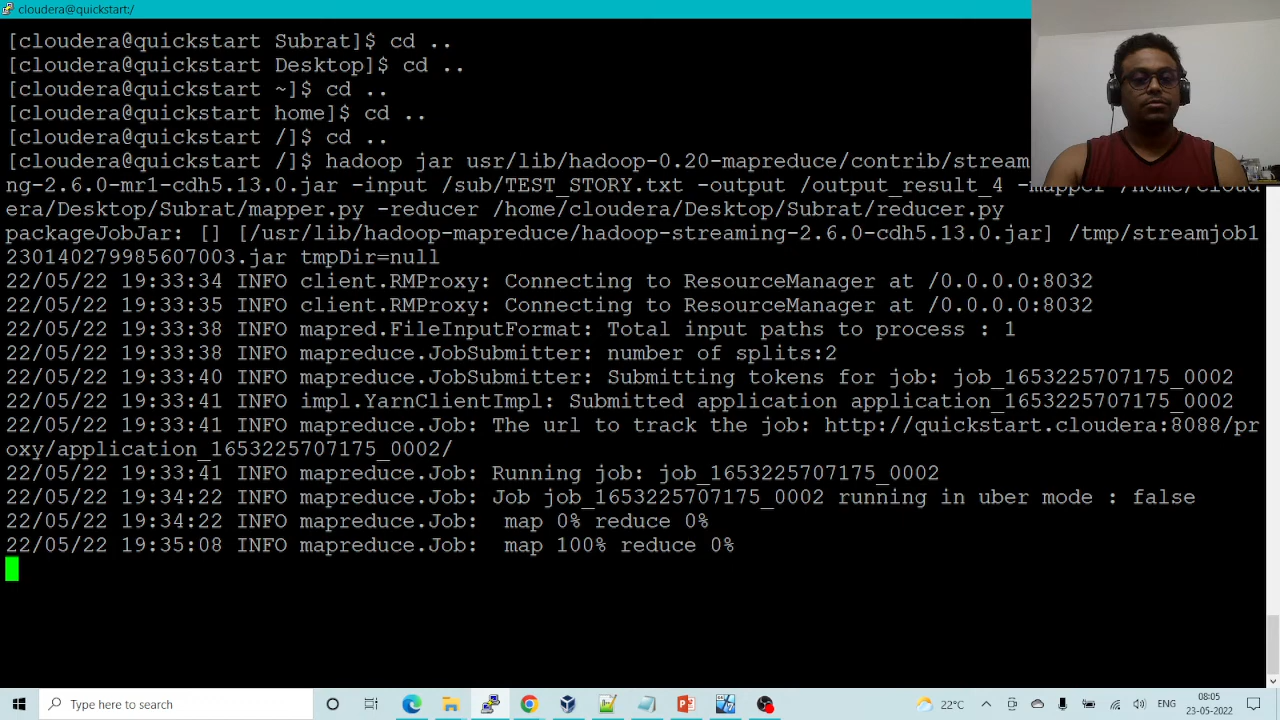 cloudera@quickstart:/
[cloudera@quickstart Subrat]$ cd ..
[cloudera@quickstart Desktop]$ cd ..
[cloudera@quickstart ~]$ cd ..
[cloudera@quickstart home]$ cd ..
[cloudera@quickstart /]$ cd ..
[cloudera@quickstart /]$ hadoop jar usr/lib/hadoop-0.20-mapreduce/contrib/stream
ng-2.6.0-mr1-cdh5.13.0.jar -input /sub/TEST_STORY.txt -output /output_result_4 -mapper /home/cloud
era/Desktop/Subrat/mapper.py -reducer /home/cloudera/Desktop/Subrat/reducer.py
packageJobJar: [] [/usr/lib/hadoop-mapreduce/hadoop-streaming-2.6.0-cdh5.13.0.jar] /tmp/streamjob1
230140279985607003.jar tmpDir=null
22/05/22 19:33:34 INFO client.RMProxy: Connecting to ResourceManager at /0.0.0.0:8032
22/05/22 19:33:35 INFO client.RMProxy: Connecting to ResourceManager at /0.0.0.0:8032
22/05/22 19:33:38 INFO mapred.FileInputFormat: Total input paths to process : 1
22/05/22 19:33:38 INFO mapreduce.JobSubmitter: number of splits:2
22/05/22 19:33:40 INFO mapreduce.JobSubmitter: Submitting tokens for job: job_1653225707175_0002
22/05/22 19:33:41 INFO impl.YarnClientImpl: Submitted application application_1653225707175_0002
22/05/22 19:33:41 INFO mapreduce.Job: The url to track the job: http://quickstart.cloudera:8088/pr
oxy/application_1653225707175_0002/
22/05/22 19:33:41 INFO mapreduce.Job: Running job: job_1653225707175_0002
22/05/22 19:34:22 INFO mapreduce.Job: Job job_1653225707175_0002 running in uber mode : false
22/05/22 19:34:22 INFO mapreduce.Job:  map 0% reduce 0%
22/05/22 19:35:08 INFO mapreduce.Job:  map 100% reduce 0%
Type here to search
22°C
ENG
08:05
23-05-2022